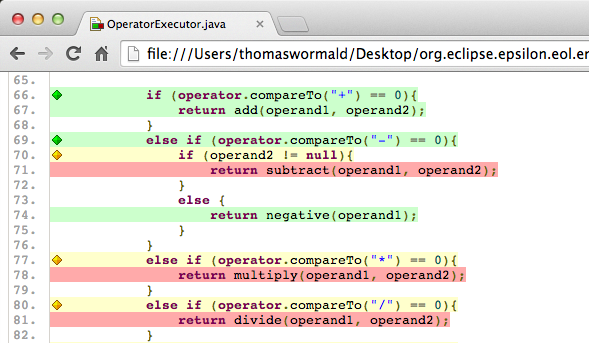 OperatorExecutor.java
file:///Users/thomaswormald/Desktop/org.eclipse.epsilon.eol.en
65.
66. if (operator.compareTo("+") == 0){
67. return add(operand1, operand2);
68. }
69. else if (operator.compareTo("-") == 0){
70. if (operand2 != null){
71. return subtract(operand1, operand2);
72. }
73. else {
74. return negative(operand1);
75. }
76. }
77. else if (operator.compareTo("*") == 0){
78. return multiply(operand1, operand2);
79. }
80. else if (operator.compareTo("/") == 0){
81. return divide(operand1, operand2);
82. }